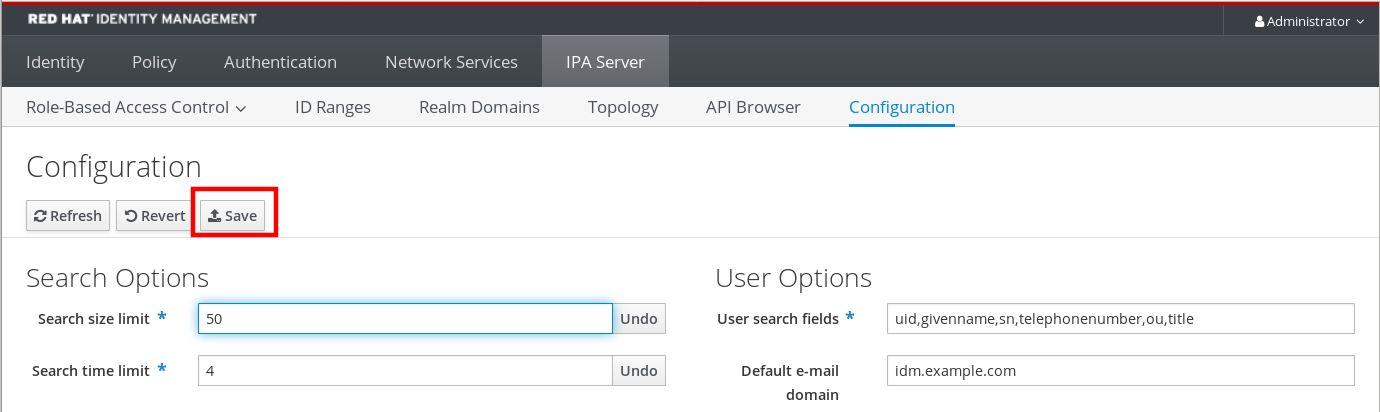 RED HAT® IDENTITY MANAGEMENT
Administrator
Identity Policy Authentication Network Services IPA Server
Role-Based Access Control ID Ranges Realm Domains Topology API Browser Configuration
Configuration
Refresh Revert Save
Search Options
Search size limit *
50
Undo
Search time limit *
4
Undo
User Options
User search fields *
uid,givenname,sn,telephonenumber,ou,title
Default e-mail
domain
idm.example.com